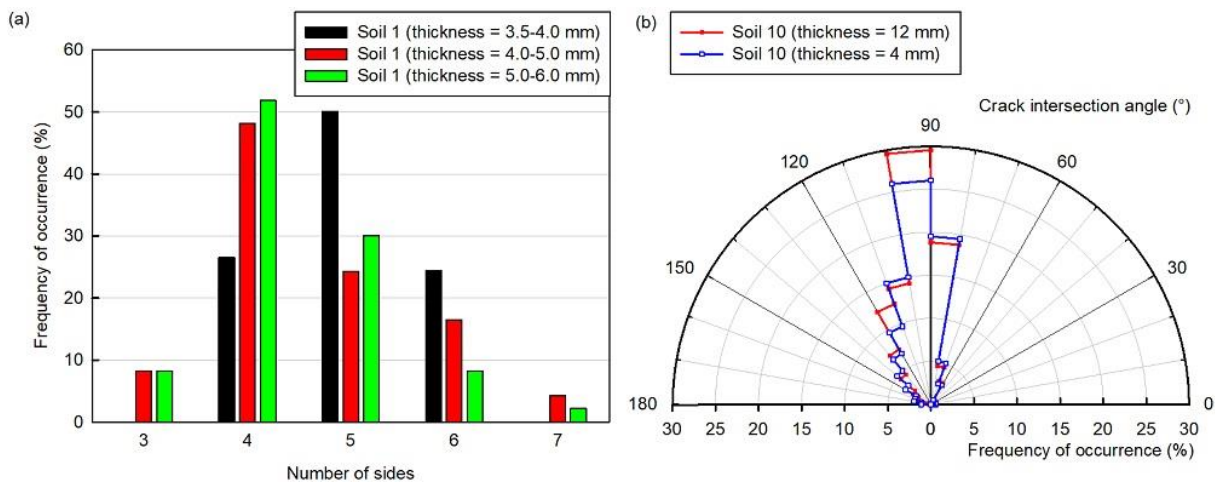 (a)
Soil 1 (thickness = 3.5-4.0 mm)
Soil 1 (thickness = 4.0-5.0 mm)
Soil 1 (thickness = 5.0-6.0 mm)
60
50
40
30
20
10
0
Frequency of occurrence (%)
3 4 5 6 7
Number of sides
(b)
Soil 10 (thickness = 12 mm)
Soil 10 (thickness = 4 mm)
Crack intersection angle (°)
90
120 60
150 30
180 0
30 25 20 15 10 5 0 5 10 15 20 25 30
Frequency of occurrence (%)